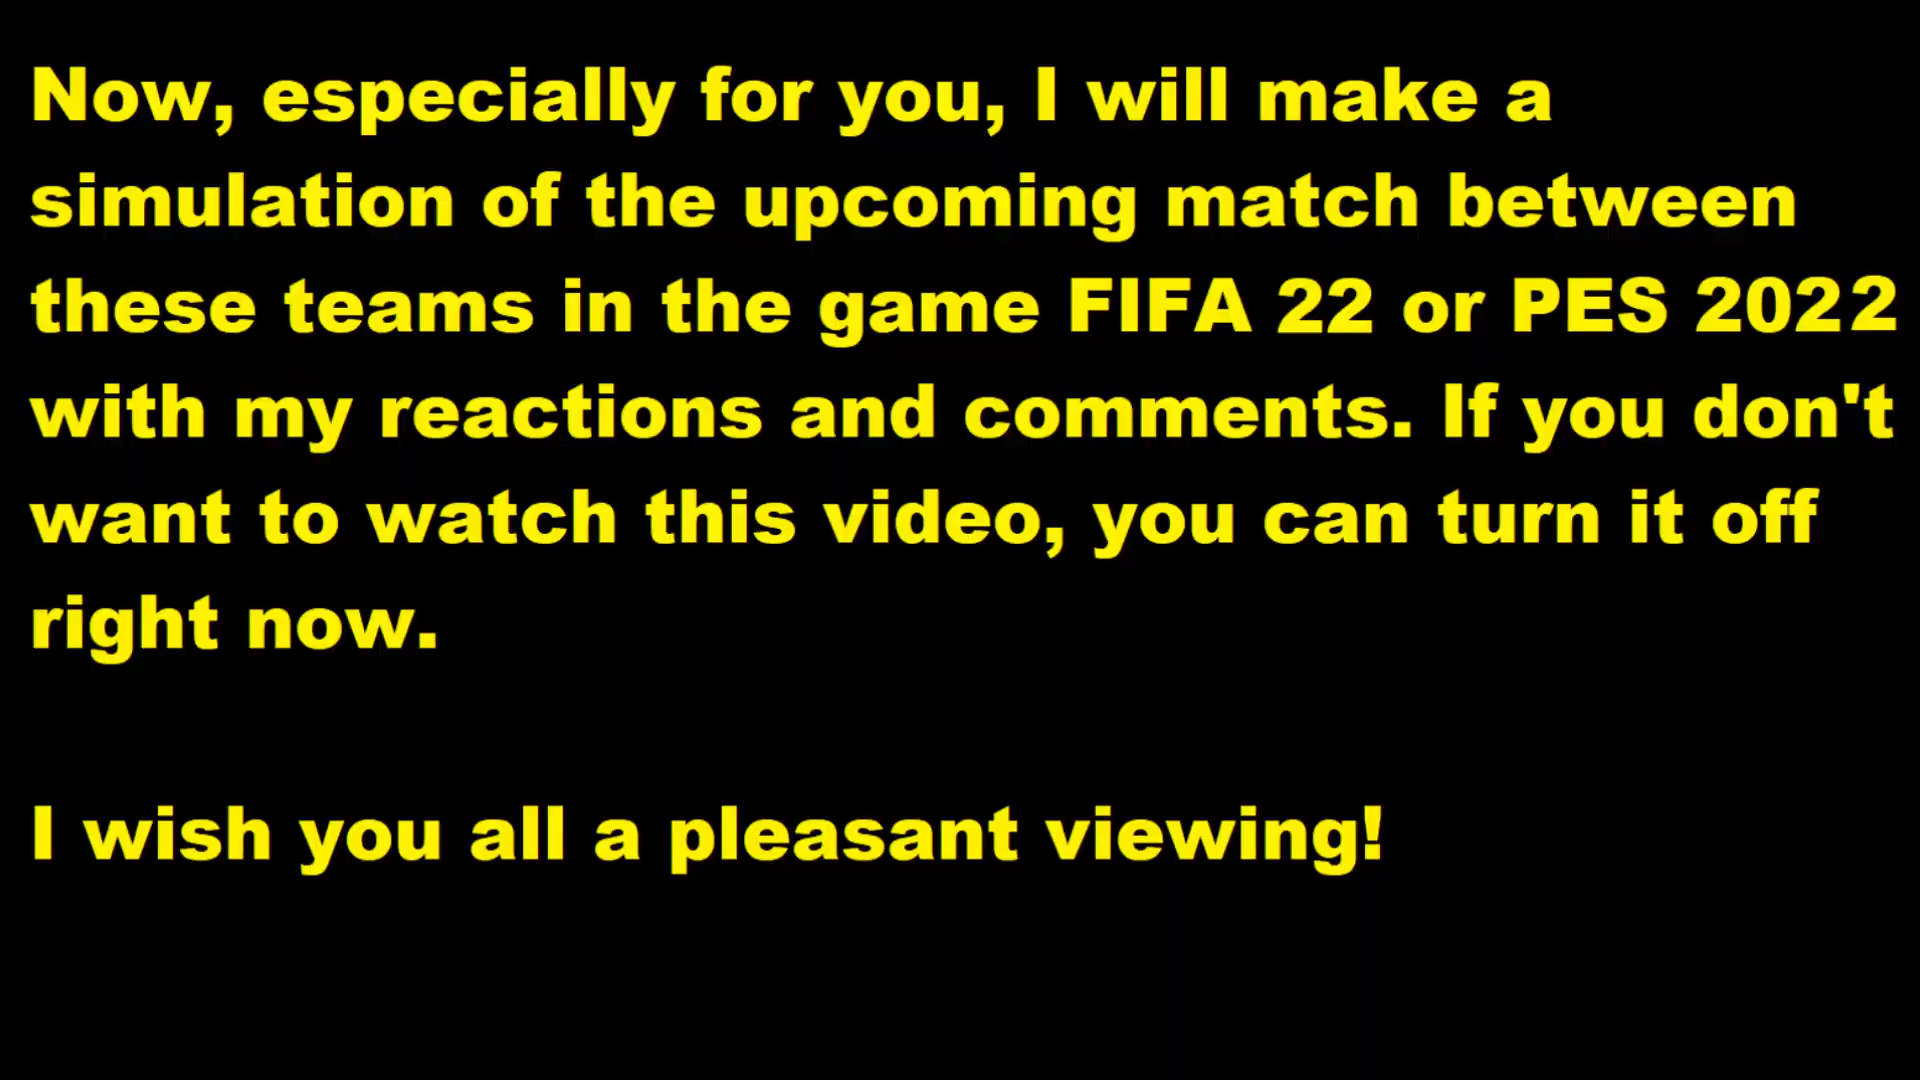 Now, especially for you, I will make a
simulation of the upcoming match between
these teams in the game FIFA 22 or PES 2022
with my reactions and comments. If you don't
want to watch this video, you can turn it off
right now.
I wish you all a pleasant viewing!